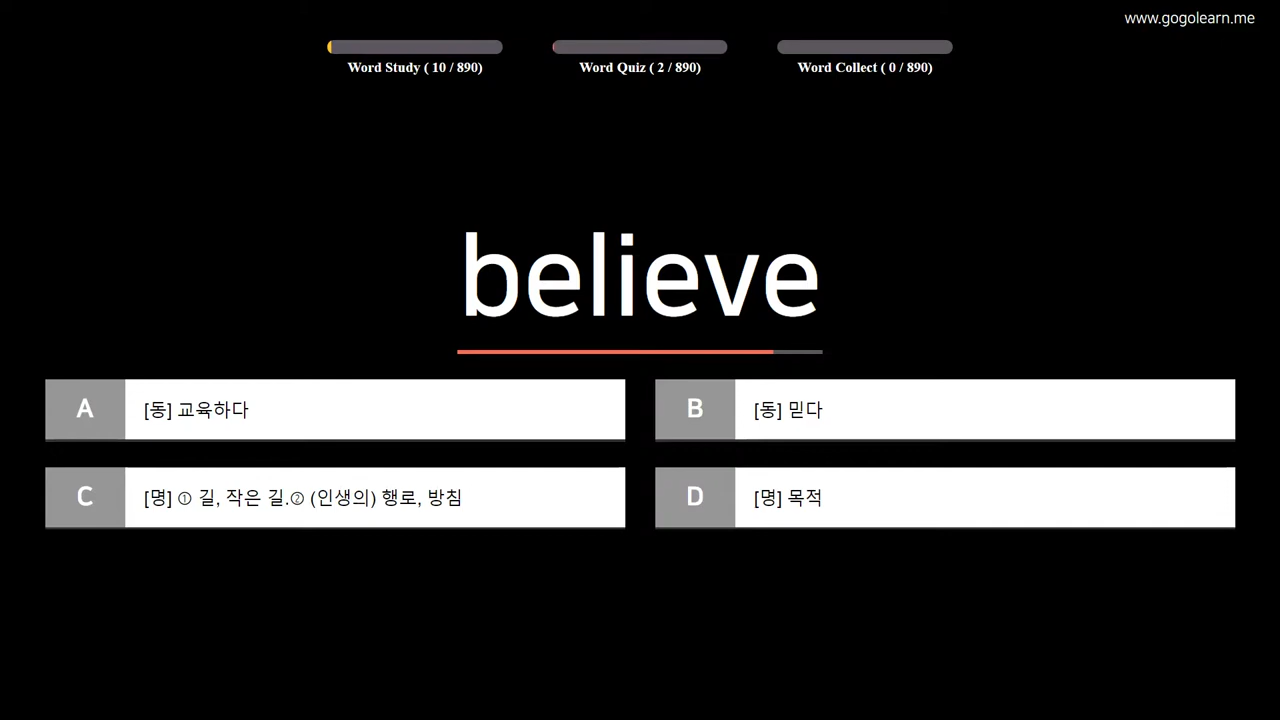 www.gogolearn.me
Word Study ( 10 / 890)
Word Quiz ( 2 / 890)
Word Collect ( 0 / 890)
believe
A [동] 교육하다
B [동] 믿다
C [명] ① 길, 작은 길.② (인생의) 행로, 방침
D [명] 목적